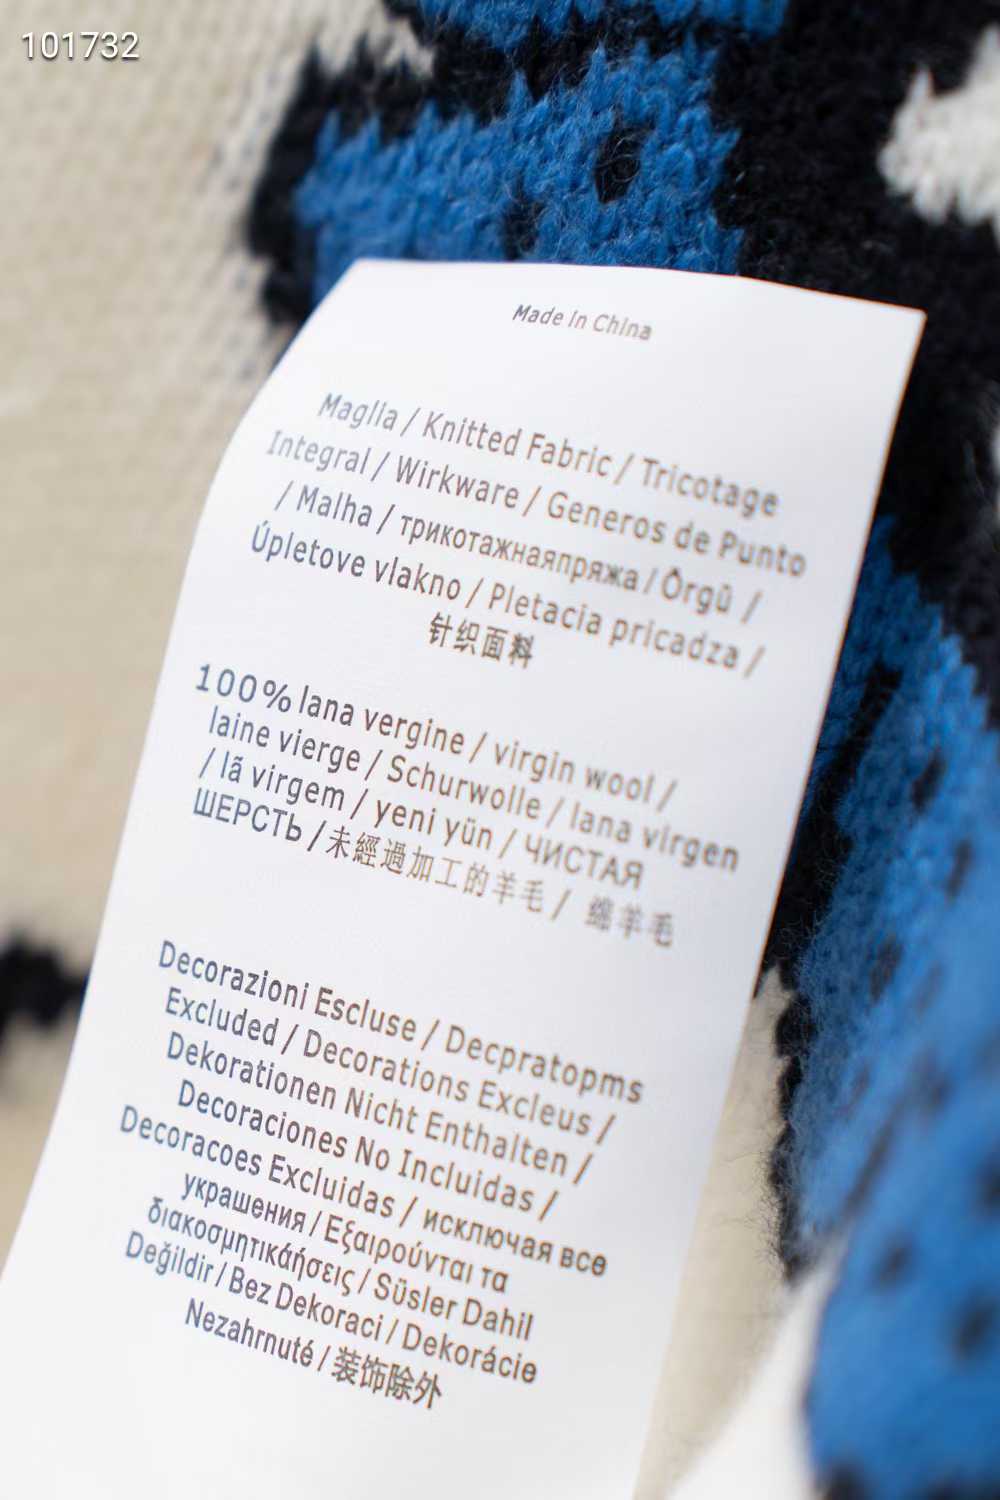 101732
Made in China
Maglia / Knitted Fabric / Tricotage
Integral / Wirkware / Generos de Punto
/ Malha / трикотажнаяпряжа / Örgü /
Úpletove vlakno / Pletacia pricadza /
针织面料
100% lana vergine / virgin wool /
laine vierge / Schurwolle / lana virgen
/ lã virgem / yeni yün / ЧИСТАЯ
ШЕРСТЬ / 未經過加工的羊毛 / 绵羊毛
Decorazioni Escluse / Decpratopms
Excluded / Decorations Excleus /
Dekorationen Nicht Enthalten /
Decoraciones No Incluidas /
Decoracoes Excluidas / исключая все
украшения / Εξαιρούνται τα
διακοσμητικάήσεις / Süsler Dahil
Değildir / Bez Dekoraci / Dekorácie
Nezahrnuté / 装饰除外